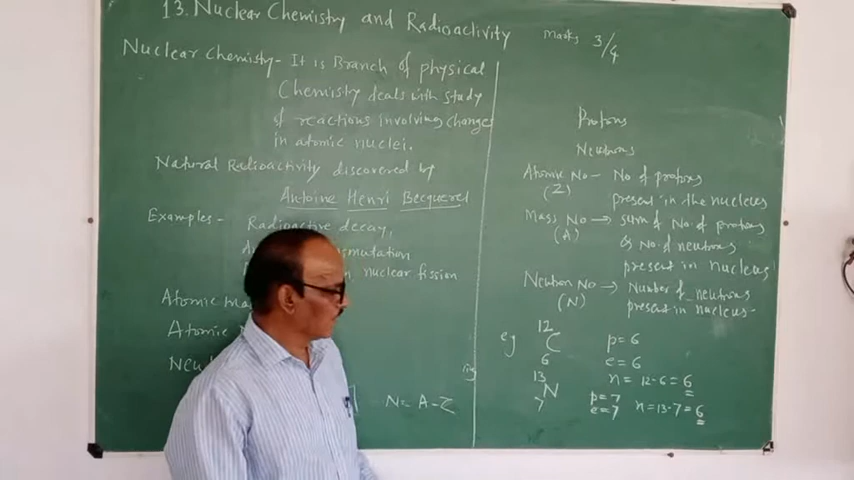 13. Nuclear Chemistry and Radioactivity
marks 3/4
Nuclear Chemistry- It is Branch of physical
Chemistry deals with study
of reactions involving changes
in atomic nuclei.
Natural Radioactivity discovered by
Antoine Henri Becquerel
Examples- Radioactive decay,
nuclear fission
Atomic
Atomic
N= A-Z
Protons
Neutrons
Atomic No- No of protons
(Z) present in the nucleus
Mass No → sum of No of protons
(A) & No of neutrons
present in nucleus
Neutron No → Number of neutrons
(N) present in nucleus-
eg 12 C 6 p=6
e=6
n = 12-6=6
13 N 7 p=7
e=7 n=13-7=6